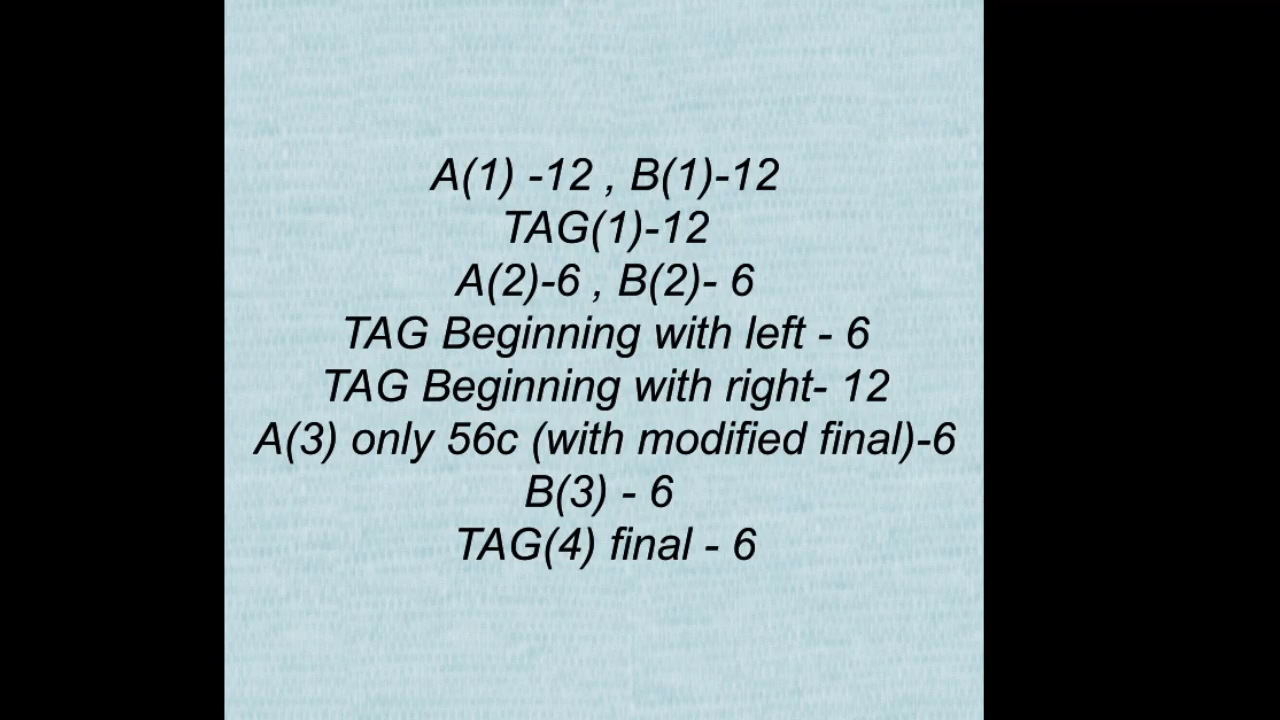 A(1) -12 , B(1)-12
TAG(1)-12
A(2)-6 , B(2)- 6
TAG Beginning with left - 6
TAG Beginning with right- 12
A(3) only 56c (with modified final)-6
B(3) - 6
TAG(4) final - 6